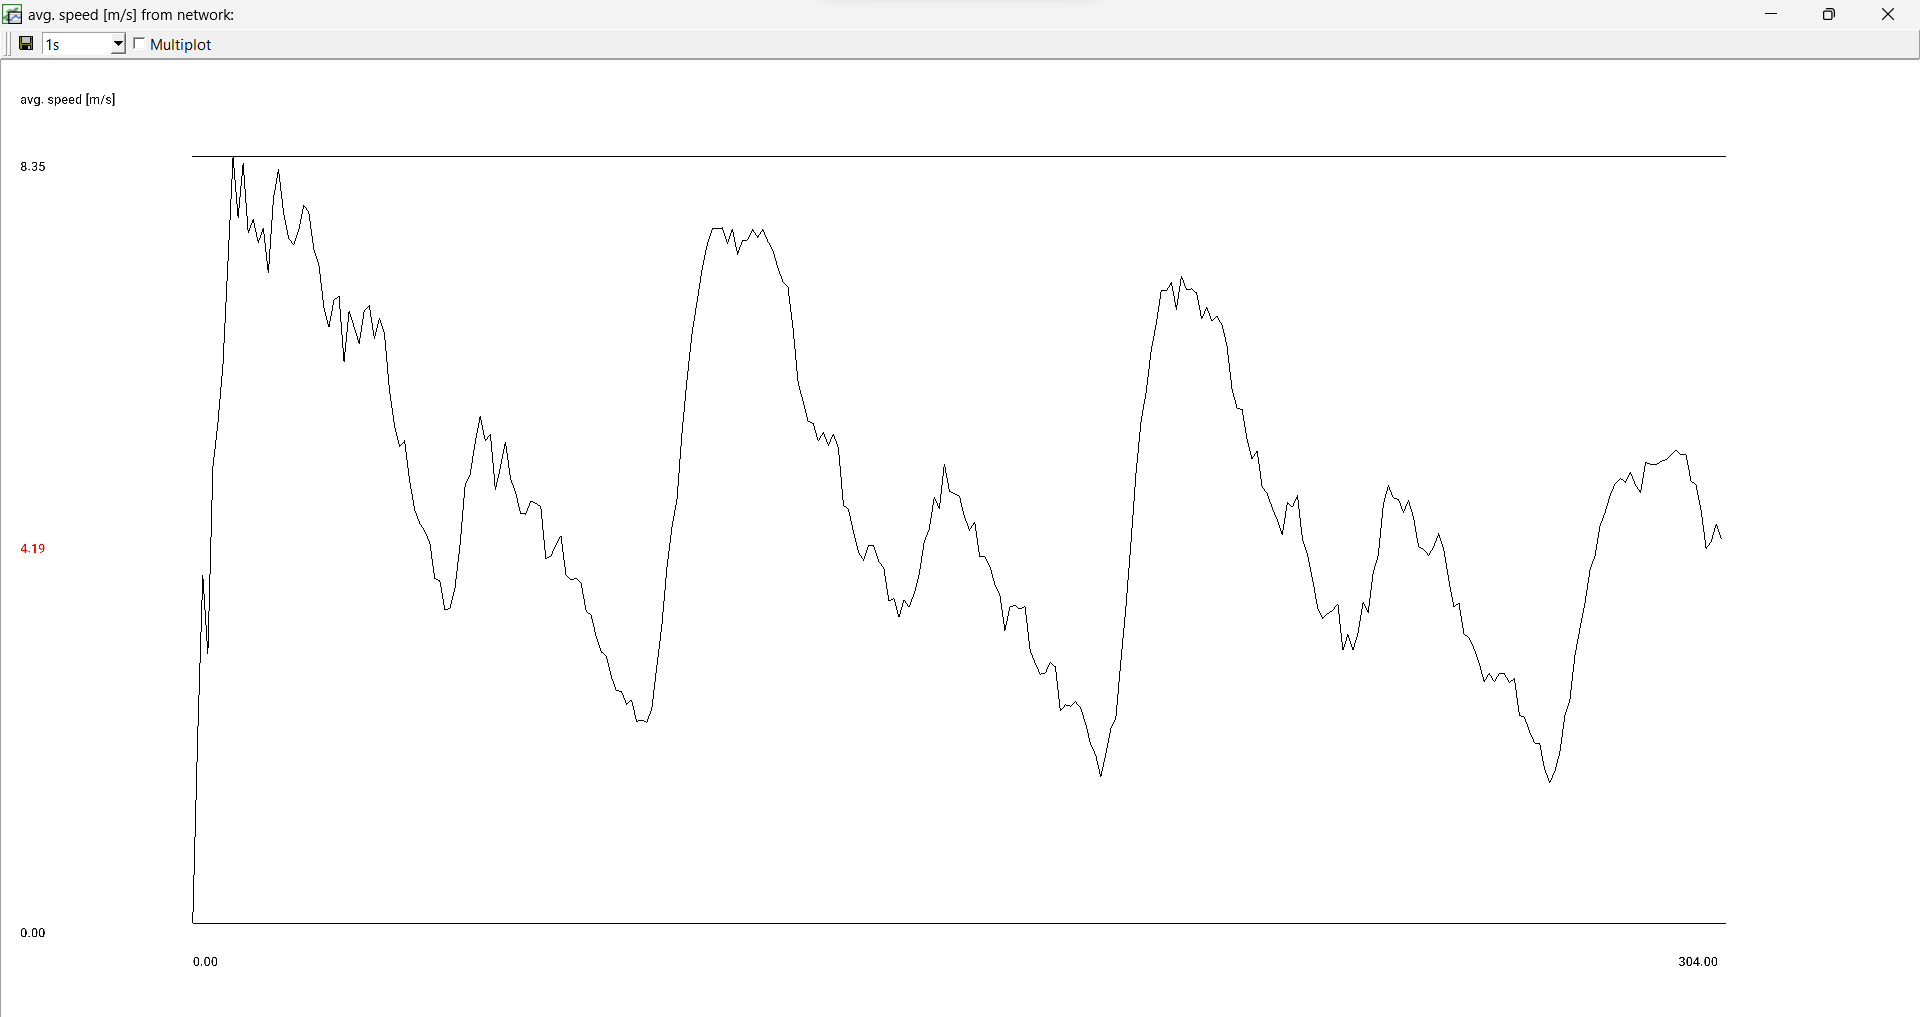 avg. speed [m/s] from network:
1s Multiplot
avg. speed [m/s]
8.35
4.19
0.00
0.00 304.00